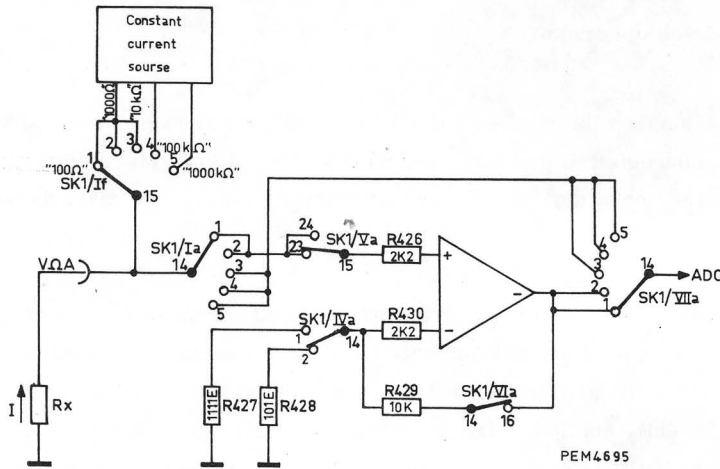 Constant
current
sourse
"100Ω"
"1000Ω"
"10kΩ"
"100kΩ"
"1000kΩ"
1
2
3
4
5
SK1/If
15
VΩA
SK1/Ia
14
1
2
3
4
5
24
23
SK1/Va
15
R426
2K2
+
-
-
R430
2K2
SK1/IVa
1
2
14
R429
10K
SK1/VIa
14
16
1111E
R427
101E
R428
5
4
3
2
1
14
ADC
SK1/VIIa
I
Rx
PEM4695